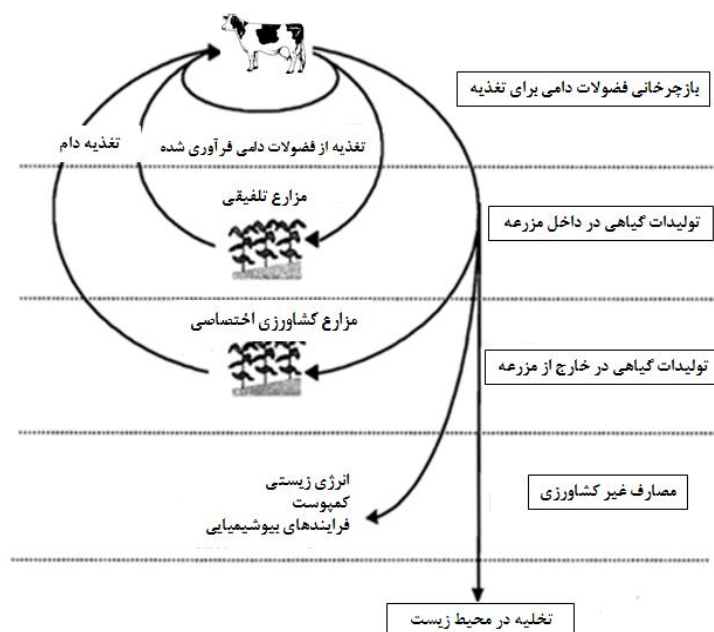 بازچرخانی فضولات دامی برای تغذیه
تغذیه از فضولات دامی فرآوری شده
تغذیه دام
مزارع تلفیقی
تولیدات گیاهی در داخل مزرعه
مزارع کشاورزی اختصاصی
تولیدات گیاهی در خارج از مزرعه
انرژی زیستی
کمپوست
فرایندهای بیوشیمیایی
مصارف غیر کشاورزی
تخلیه در محیط زیست